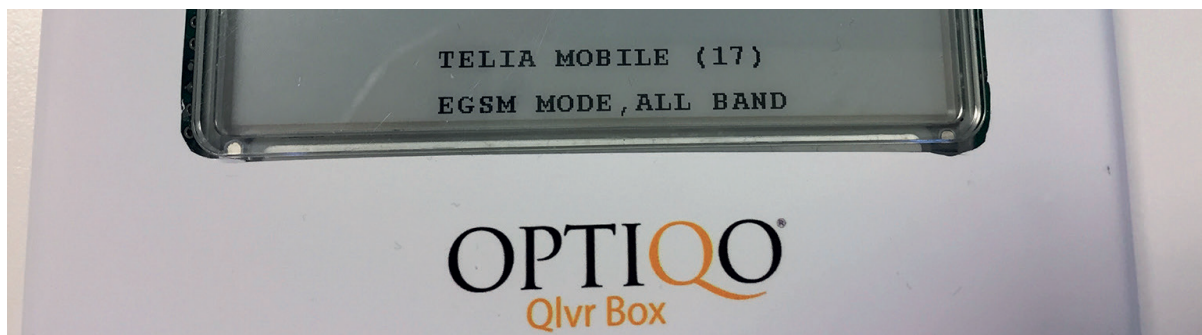 TELIA MOBILE (17)
EGSM MODE,ALL BAND
OPTIQO®
Qlvr Box